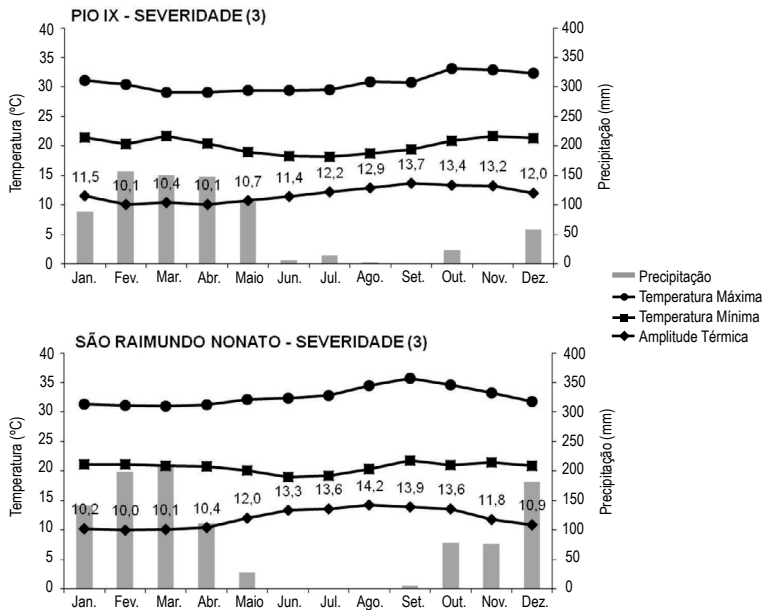 PIO IX - SEVERIDADE (3)
Temperatura (ºC)
40
35
30
25
20
15
10
5
0
11,5 10,1 10,4 10,1 10,7 11,4 12,2 12,9 13,7 13,4 13,2 12,0
Jan. Fev. Mar. Abr. Maio Jun. Jul. Ago. Set. Out. Nov. Dez.
400
350
300
250
200
150
100
50
0
Precipitação (mm)
Precipitação
Temperatura Máxima
Temperatura Mínima
Amplitude Térmica
SÃO RAIMUNDO NONATO - SEVERIDADE (3)
Temperatura (ºC)
40
35
30
25
20
15
10
5
0
10,2 10,0 10,1 10,4 12,0 13,3 13,6 14,2 13,9 13,6 11,8 10,9
Jan. Fev. Mar. Abr. Maio Jun. Jul. Ago. Set. Out. Nov. Dez.
400
350
300
250
200
150
100
50
0
Precipitação (mm)